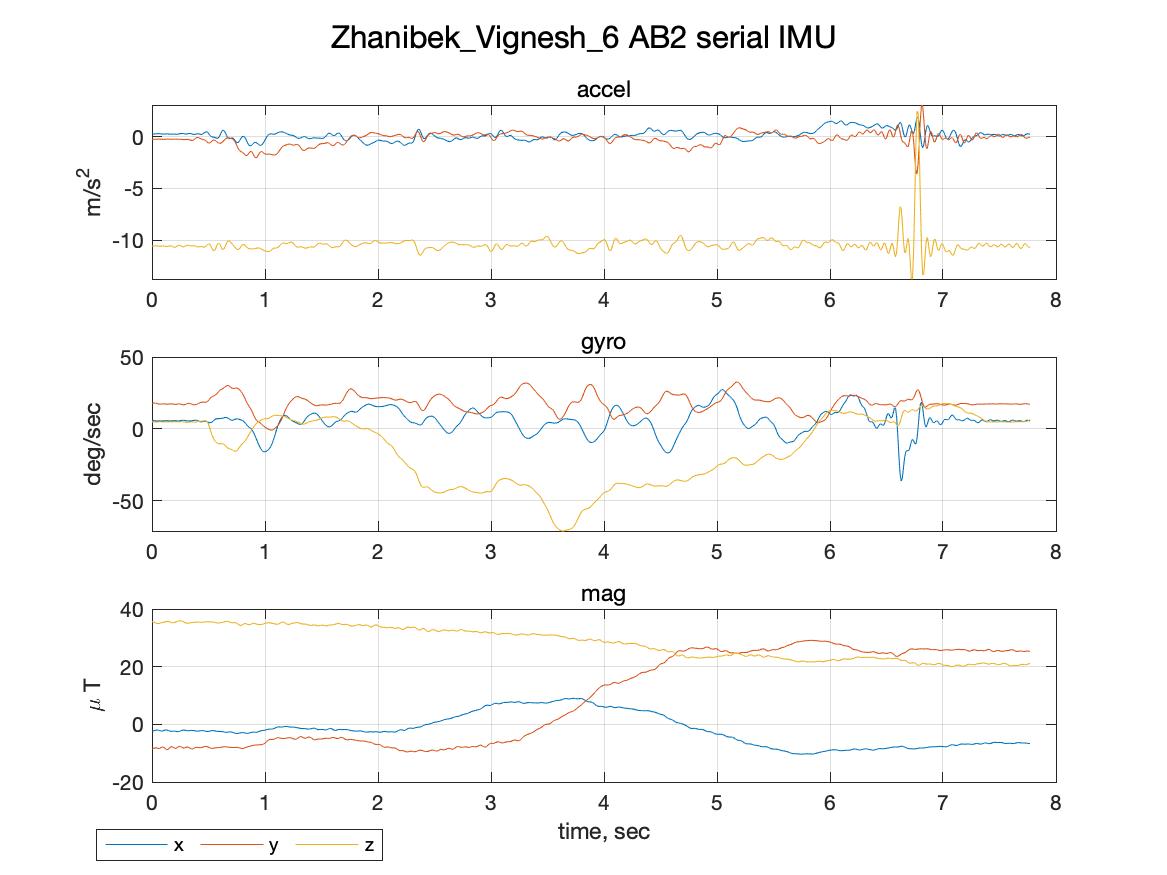 Zhanibek_Vignesh_6 AB2 serial IMU
accel
0
-5
-10
m/s2
0 1 2 3 4 5 6 7 8
gyro
50
0
-50
deg/sec
0 1 2 3 4 5 6 7 8
mag
40
20
0
-20
μ T
0 1 2 3 4 5 6 7 8
time, sec
x y z